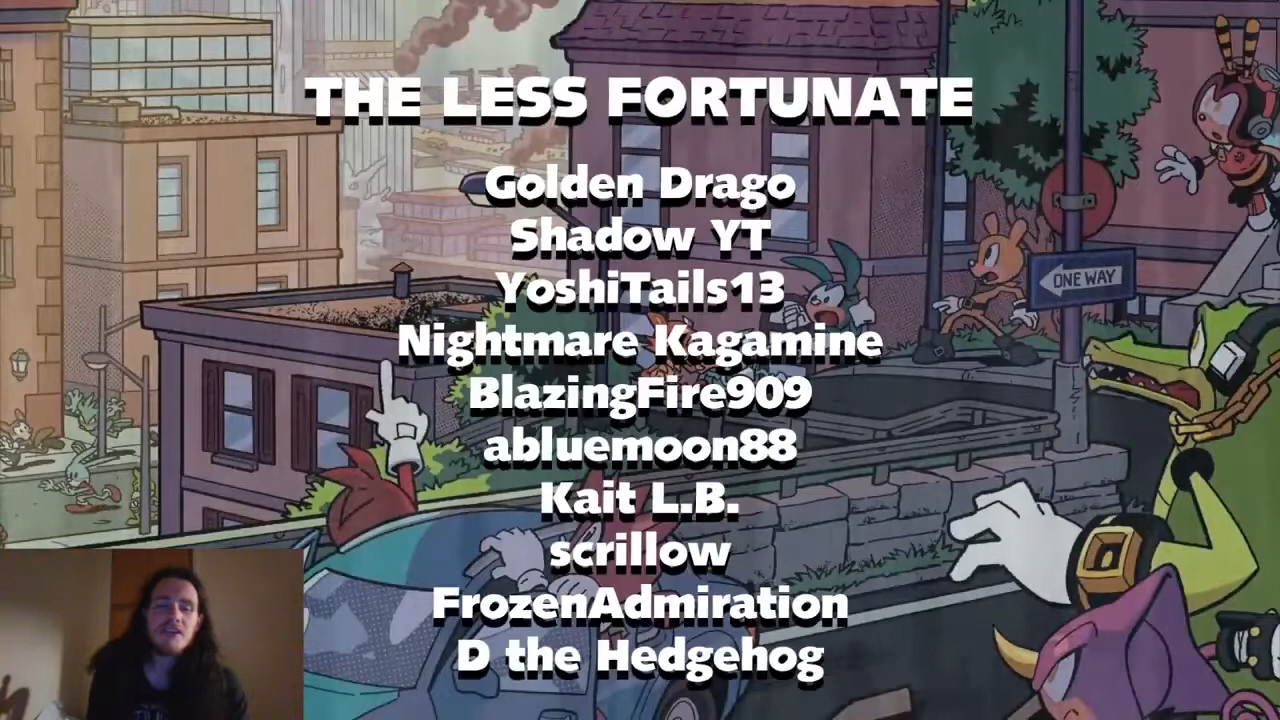 THE LESS FORTUNATE
Golden Drago
Shadow YT
YoshiTails13
Nightmare Kagamine
BlazingFire909
abluemoon88
ONE WAY
Kait L.B.
scrillow
FrozenAdmiration
D the Hedgehog